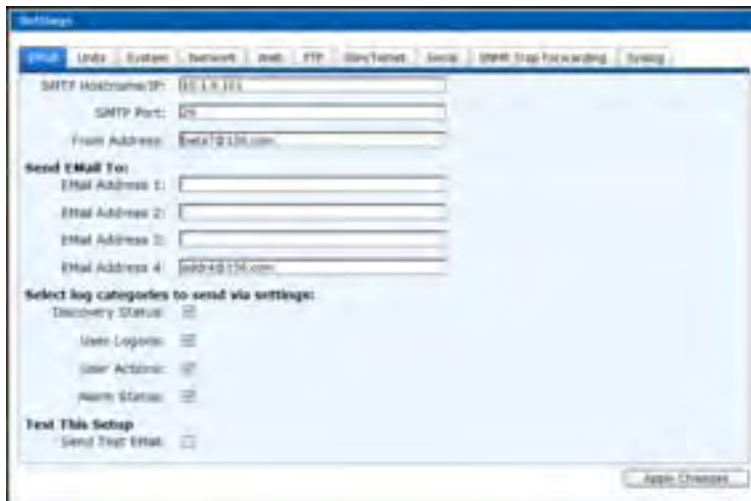 Settings
EMail Units System Network Web FTP Serial SNMP Trap Forwarding Syslog
SMTP Hostname/IP:
SMTP Port: 25
From Address:
Send EMail To:
EMail Address 1:
EMail Address 2:
EMail Address 3:
EMail Address 4:
Select log categories to send via settings:
Discovery Status:
User Logons:
User Actions:
Alarm Status:
Test This Setup
Send Test EMail:
Apply Changes